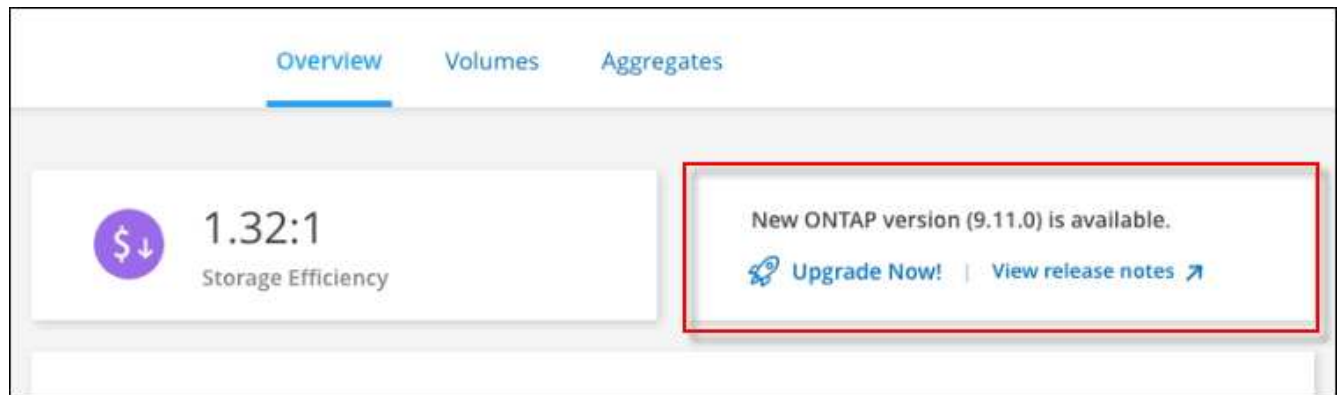 Overview Volumes Aggregates
1.32:1
Storage Efficiency
New ONTAP version (9.11.0) is available.
Upgrade Now! | View release notes